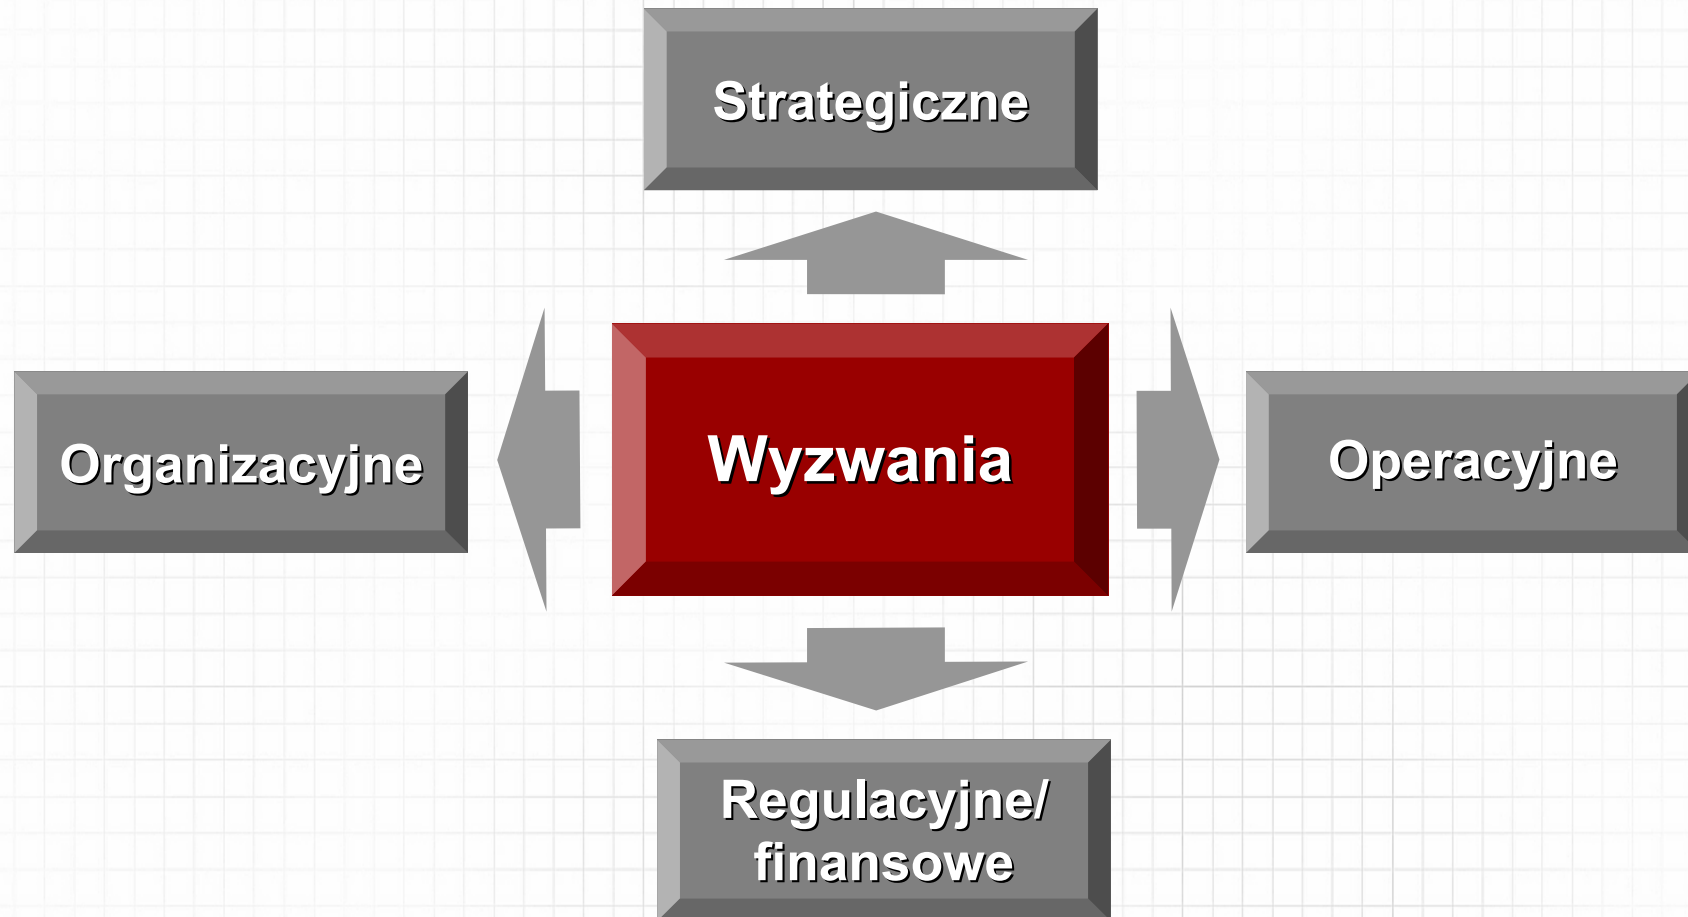 Strategiczne
Organizacyjne
Wyzwania
Operacyjne
Regulacyjne/
finansowe